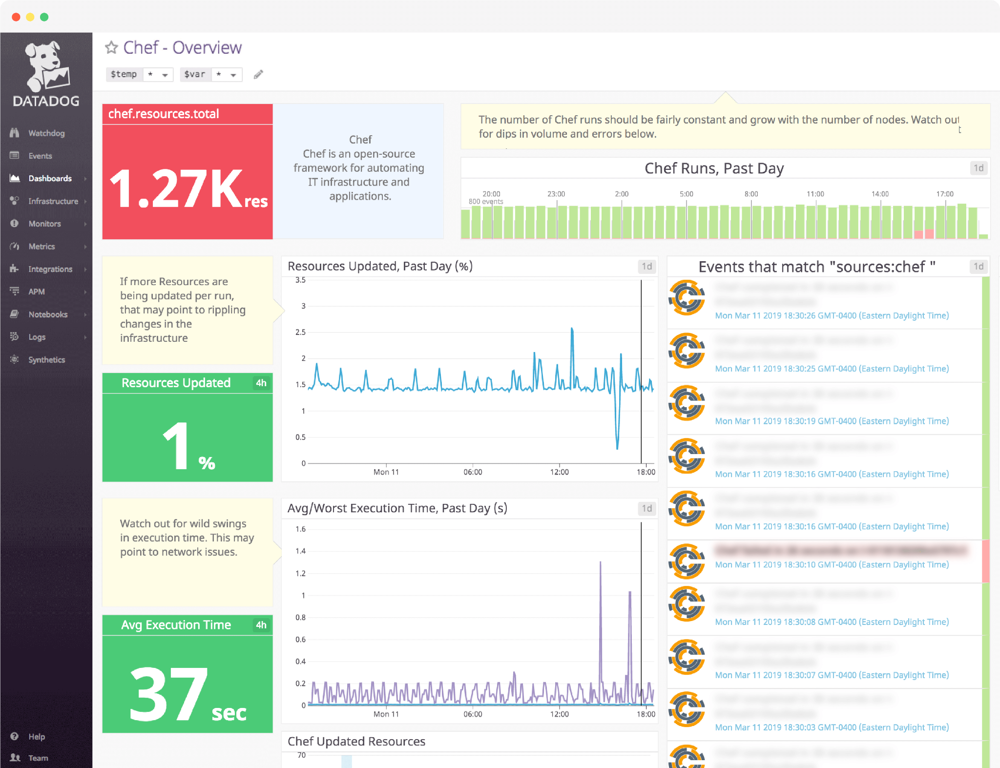 DATADOG
Watchdog
Events
Dashboards
Infrastructure
Monitors
Metrics
Integrations
APM
Notebooks
Logs
Synthetics
Help
Team
Chef - Overview
$temp * $var *
chef.resources.total
1.27K res
Chef
Chef is an open-source
framework for automating
IT infrastructure and
applications.
The number of Chef runs should be fairly constant and grow with the number of nodes. Watch out
t
for dips in volume and errors below.
Chef Runs, Past Day 1d
20:00 23:00 2:00 5:00 8:00 11:00 14:00 17:00
800 events
If more Resources are
being updated per run,
that may point to rippling
changes in the
infrastructure
Resources Updated 4h
1 %
Resources Updated, Past Day (%) 1d
3.5
3
2.5
2
1.5
1
0.5
0
Mon 11 06:00 12:00 18:00
Watch out for wild swings
in execution time. This may
point to network issues.
Avg Execution Time 4h
37 sec
Avg/Worst Execution Time, Past Day (s) 1d
1.6
1.4
1.2
1
0.8
0.6
0.4
0.2
0
Mon 11 06:00 12:00 18:00
Chef Updated Resources
70
Events that match "sources:chef " 1d
Mon Mar 11 2019 18:30:26 GMT-0400 (Eastern Daylight Time)
Mon Mar 11 2019 18:30:25 GMT-0400 (Eastern Daylight Time)
Mon Mar 11 2019 18:30:19 GMT-0400 (Eastern Daylight Time)
Mon Mar 11 2019 18:30:16 GMT-0400 (Eastern Daylight Time)
Mon Mar 11 2019 18:30:16 GMT-0400 (Eastern Daylight Time)
Mon Mar 11 2019 18:30:10 GMT-0400 (Eastern Daylight Time)
Mon Mar 11 2019 18:30:08 GMT-0400 (Eastern Daylight Time)
Mon Mar 11 2019 18:30:07 GMT-0400 (Eastern Daylight Time)
Mon Mar 11 2019 18:30:03 GMT-0400 (Eastern Daylight Time)